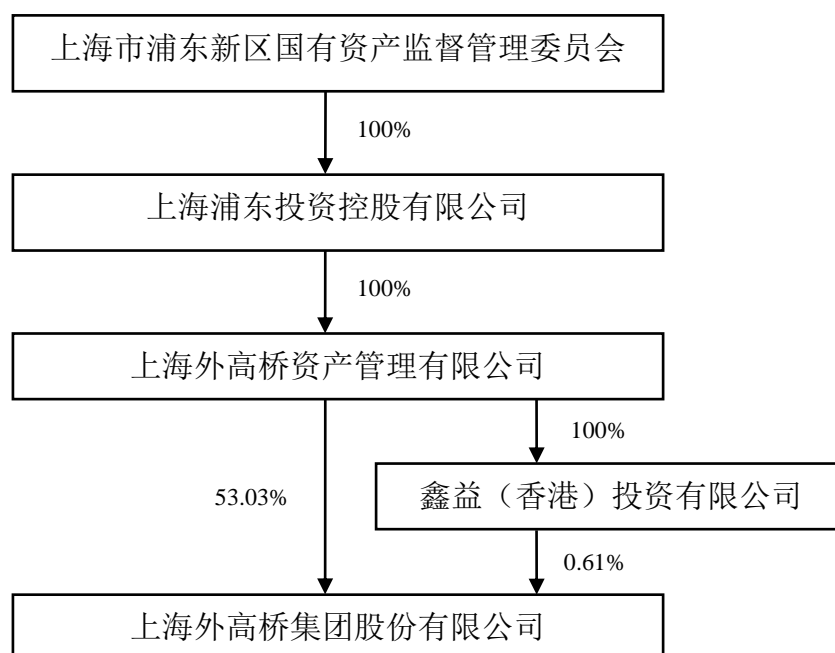 上海市浦东新区国有资产监督管理委员会
100%
上海浦东投资控股有限公司
100%
上海外高桥资产管理有限公司
100%
53.03%
鑫益（香港）投资有限公司
0.61%
上海外高桥集团股份有限公司